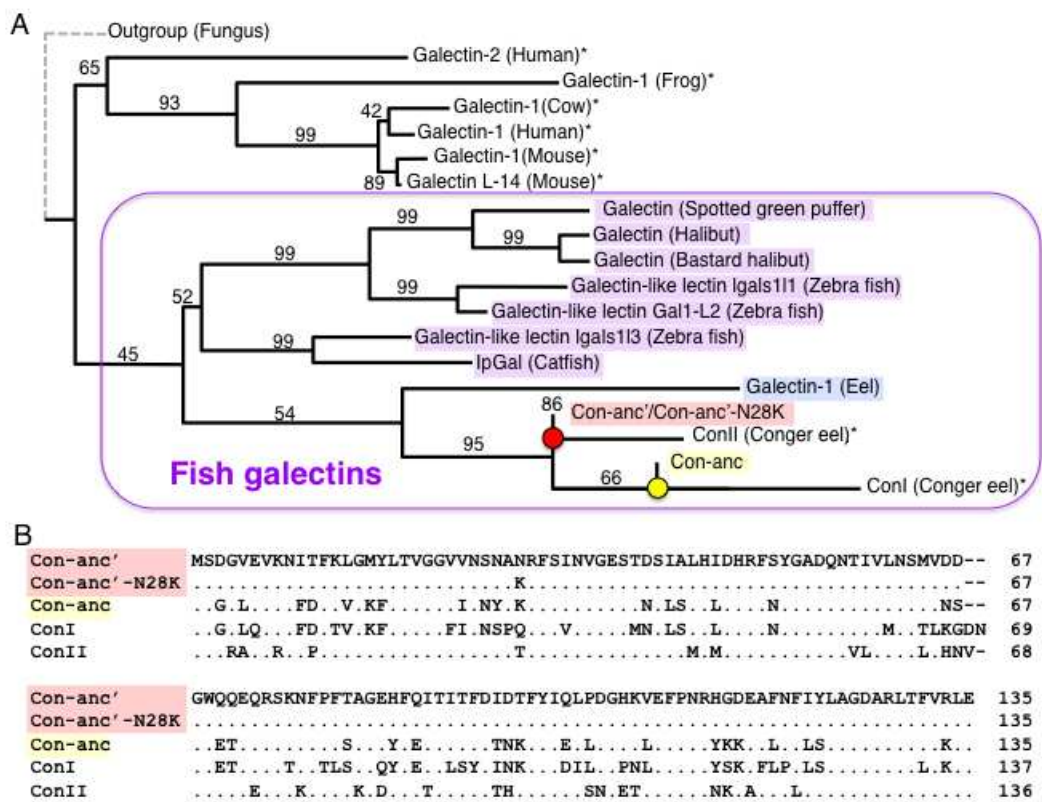 A
Outgroup (Fungus)
65
Galectin-2 (Human)*
Galectin-1 (Frog)*
93
42
Galectin-1(Cow)*
99
Galectin-1 (Human)*
Galectin-1(Mouse)*
89
Galectin L-14 (Mouse)*
99
Galectin (Spotted green puffer)
99
Galectin (Halibut)
99
Galectin (Bastard halibut)
99
Galectin-like lectin lgals1l1 (Zebra fish)
52
Galectin-like lectin Gal1-L2 (Zebra fish)
99
Galectin-like lectin lgals1l3 (Zebra fish)
45
IpGal (Catfish)
Galectin-1 (Eel)
54
86
Con-anc'/Con-anc'-N28K
95
ConII (Conger eel)*
Con-anc
Fish galectins
66
ConI (Conger eel)*
B
Con-anc' MSDGVEVKNITFKLGMYLTVGGVVNSNANRFSINVGESTDSIALHIDHRFSYGADQNTIVLNSMVDD-- 67
Con-anc'-N28K ............................K.....................................-- 67
Con-anc ..G.L....FD..V.KF......I.NY.K..........N.LS..L....N...............NS-- 67
ConI ..G.LQ...FD.TV.KF.....FI.NSPQ...V.....MN.LS..L....N.........M..TLKGDN 69
ConII ...RA..R..P................T..............M.M...........VL....L.HNV- 68
GWQQEQRSKNFPFTAGEHFQITITFDIDTFYIQLPDGHKVEFPNRHGDEAFNFIYLAGDARLTFVRLE 135
Con-anc'
Con-anc'-N28K .................................................................... 135
Con-anc ..ET..........S...Y.E......TNK...E.L....L.....YKK..L..LS.........K.. 135
ConI ..ET.....T..TLS..QY.E..LSY.INK...DIL..PNL.....YSK.FLP.LS.........L.K.. 137
ConII .....E...K....K.D...T.....TH......SN.ET......NK.A...L............... 136